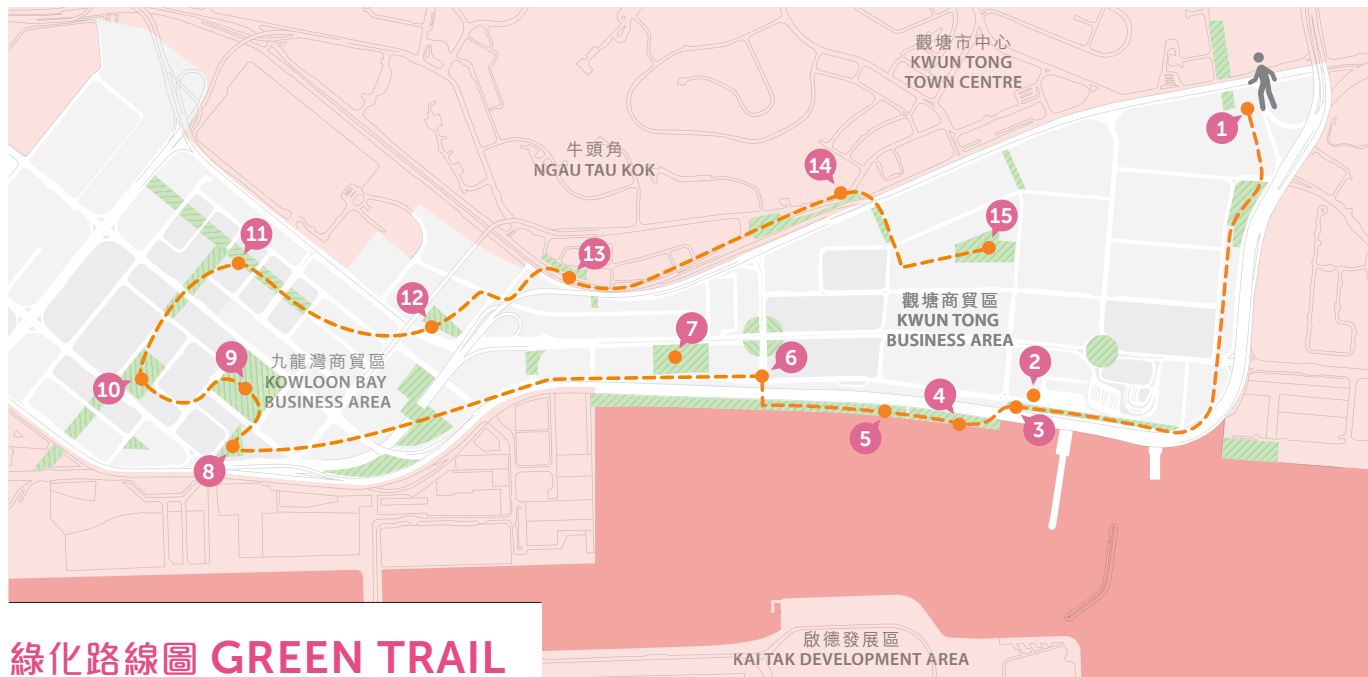 觀塘市中心
KWUN TONG
TOWN CENTRE
1
牛頭角
NGAU TAU KOK
14
15
11
13
12
觀塘商貿區
KWUN TONG
BUSINESS AREA
7
6
2
九龍灣商貿區
KOWLOON BAY
BUSINESS AREA
9
10
4
5
3
8
啟德發展區
KAI TAK DEVELOPMENT AREA
綠化路線圖 GREEN TRAIL